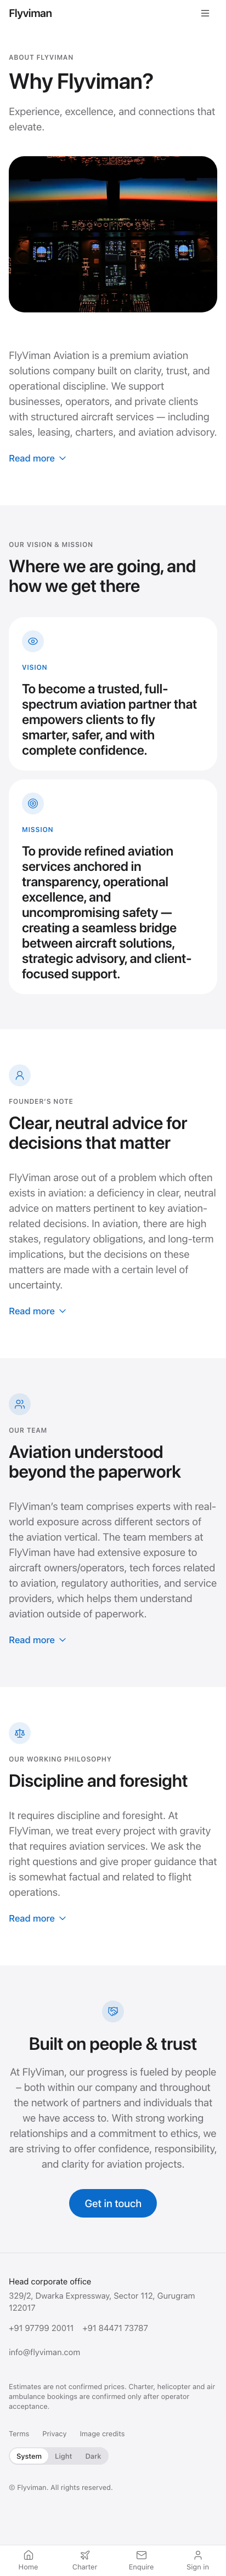 Flyviman
ABOUT FLYVIMAN
Why Flyviman?
Experience, excellence, and connections that
elevate.
FlyViman Aviation is a premium aviation
solutions company built on clarity, trust, and
operational discipline. We support
businesses, operators, and private clients
with structured aircraft services — including
sales, leasing, charters, and aviation advisory.
Read more
OUR VISION & MISSION
Where we are going, and
how we get there
VISION
To become a trusted, full-
spectrum aviation partner that
empowers clients to fly
smarter, safer, and with
complete confidence.
MISSION
To provide refined aviation
services anchored in
transparency, operational
excellence, and
uncompromising safety —
creating a seamless bridge
between aircraft solutions,
strategic advisory, and client-
focused support.
FOUNDER'S NOTE
Clear, neutral advice for
decisions that matter
FlyViman arose out of a problem which often
exists in aviation: a deficiency in clear, neutral
advice on matters pertinent to key aviation-
related decisions. In aviation, there are high
stakes, regulatory obligations, and long-term
implications, but the decisions on these
matters are made with a certain level of
uncertainty.
Read more
OUR TEAM
Aviation understood
beyond the paperwork
FlyViman's team comprises experts with real-
world exposure across different sectors of
the aviation vertical. The team members at
FlyViman have had extensive exposure to
aircraft owners/operators, tech forces related
to aviation, regulatory authorities, and service
providers, which helps them understand
aviation outside of paperwork.
Read more
OUR WORKING PHILOSOPHY
Discipline and foresight
It requires discipline and foresight. At
FlyViman, we treat every project with gravity
that requires aviation services. We ask the
right questions and give proper guidance that
is somewhat factual and related to flight
operations.
Read more
Built on people & trust
At FlyViman, our progress is fueled by people
– both within our company and throughout
the network of partners and individuals that
we have access to. With strong working
relationships and a commitment to ethics, we
are striving to offer confidence, responsibility,
and clarity for aviation projects.
Get in touch
Head corporate office
329/2, Dwarka Expressway, Sector 112, Gurugram
122017
+91 97799 20011 +91 84471 73787
info@flyviman.com
Estimates are not confirmed prices. Charter, helicopter and air
ambulance bookings are confirmed only after operator
acceptance.
Terms Privacy Image credits
System Light Dark
© Flyviman. All rights reserved.
Home Charter Enquire Sign in